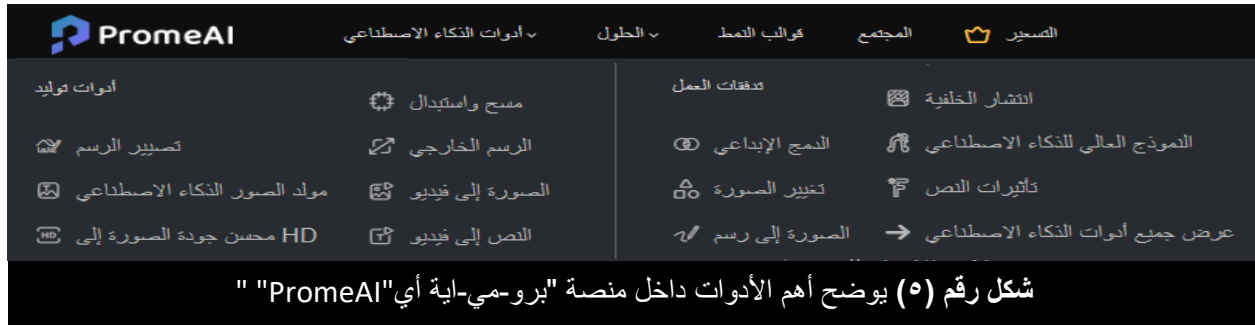 PromeAI أدوات الذكاء الاصطناعي الحلول قوالب النمط المجتمع التسعير
أدوات توليد
مسح واستبدال
تدفقات العمل
انتشار الخلفية
تصيير الرسم
الرسم الخارجي
الدمج الإبداعي
النموذج العالي للذكاء الاصطناعي
مولد الصور الذكاء الاصطناعي
الصورة إلى فيديو
تغيير الصورة
تأثيرات النص
HD محسن جودة الصورة إلى
النص إلى فيديو
الصورة إلى رسم
عرض جميع أدوات الذكاء الاصطناعي
شكل رقم (٥) يوضح أهم الأدوات داخل منصة "برو-مي-اية أي"PromeAI" "